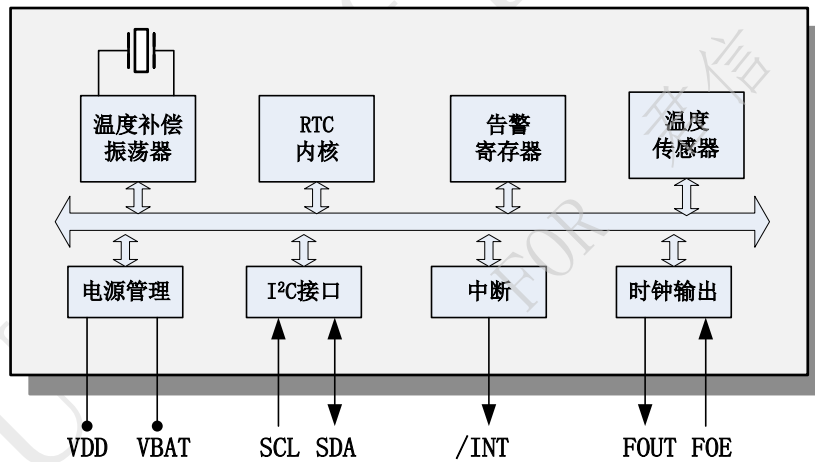 温度补偿
振荡器
RTC
内核
告警
寄存器
温度
传感器
电源管理
I²C接口
中断
时钟输出
VDD VBAT SCL SDA /INT FOUT FOE
FOR